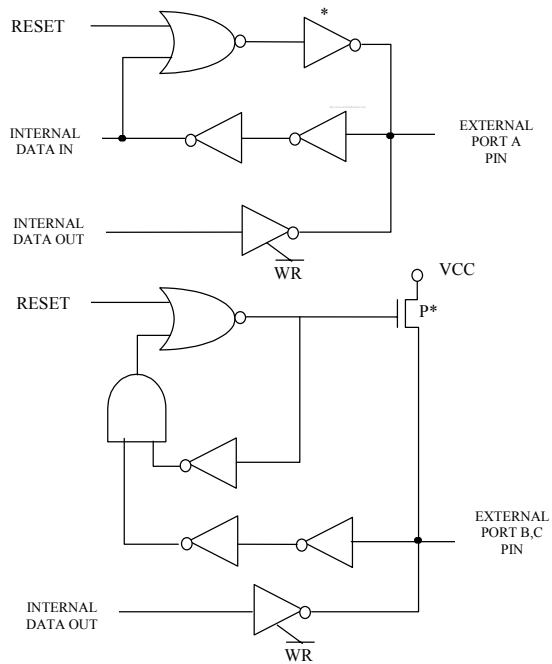 RESET
*
INTERNAL
DATA IN
EXTERNAL
PORT A
PIN
INTERNAL
DATA OUT
WR
VCC
RESET
P*
EXTERNAL
PORT B,C
PIN
INTERNAL
DATA OUT
WR